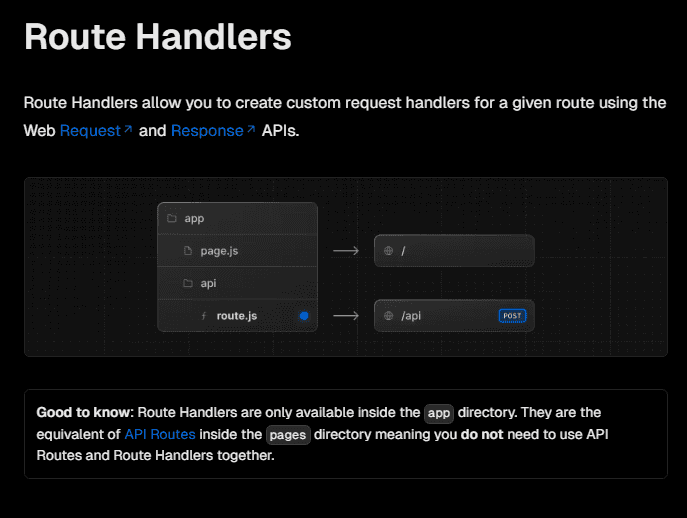 Route Handlers
Route Handlers allow you to create custom request handlers for a given route using the
Web Request↗ and Response↗ APIs.
app
page.js
/
api
ƒ route.js
/api
POST
Good to know: Route Handlers are only available inside the app directory. They are the
equivalent of API Routes inside the pages directory meaning you do not need to use API
Routes and Route Handlers together.